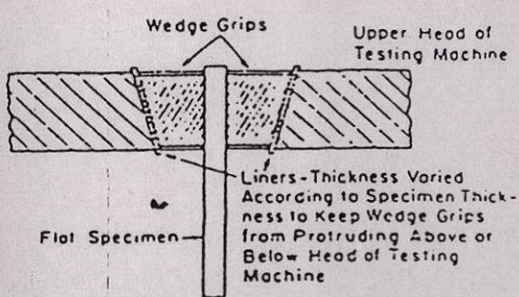 Wedge Grips
Upper Head of
Testing Machine
Liners-Thickness Varied
According to Specimen Thick-
ness to Keep Wedge Grips
from Protruding Above or
Below Head of Testing
Machine
Flat Specimen